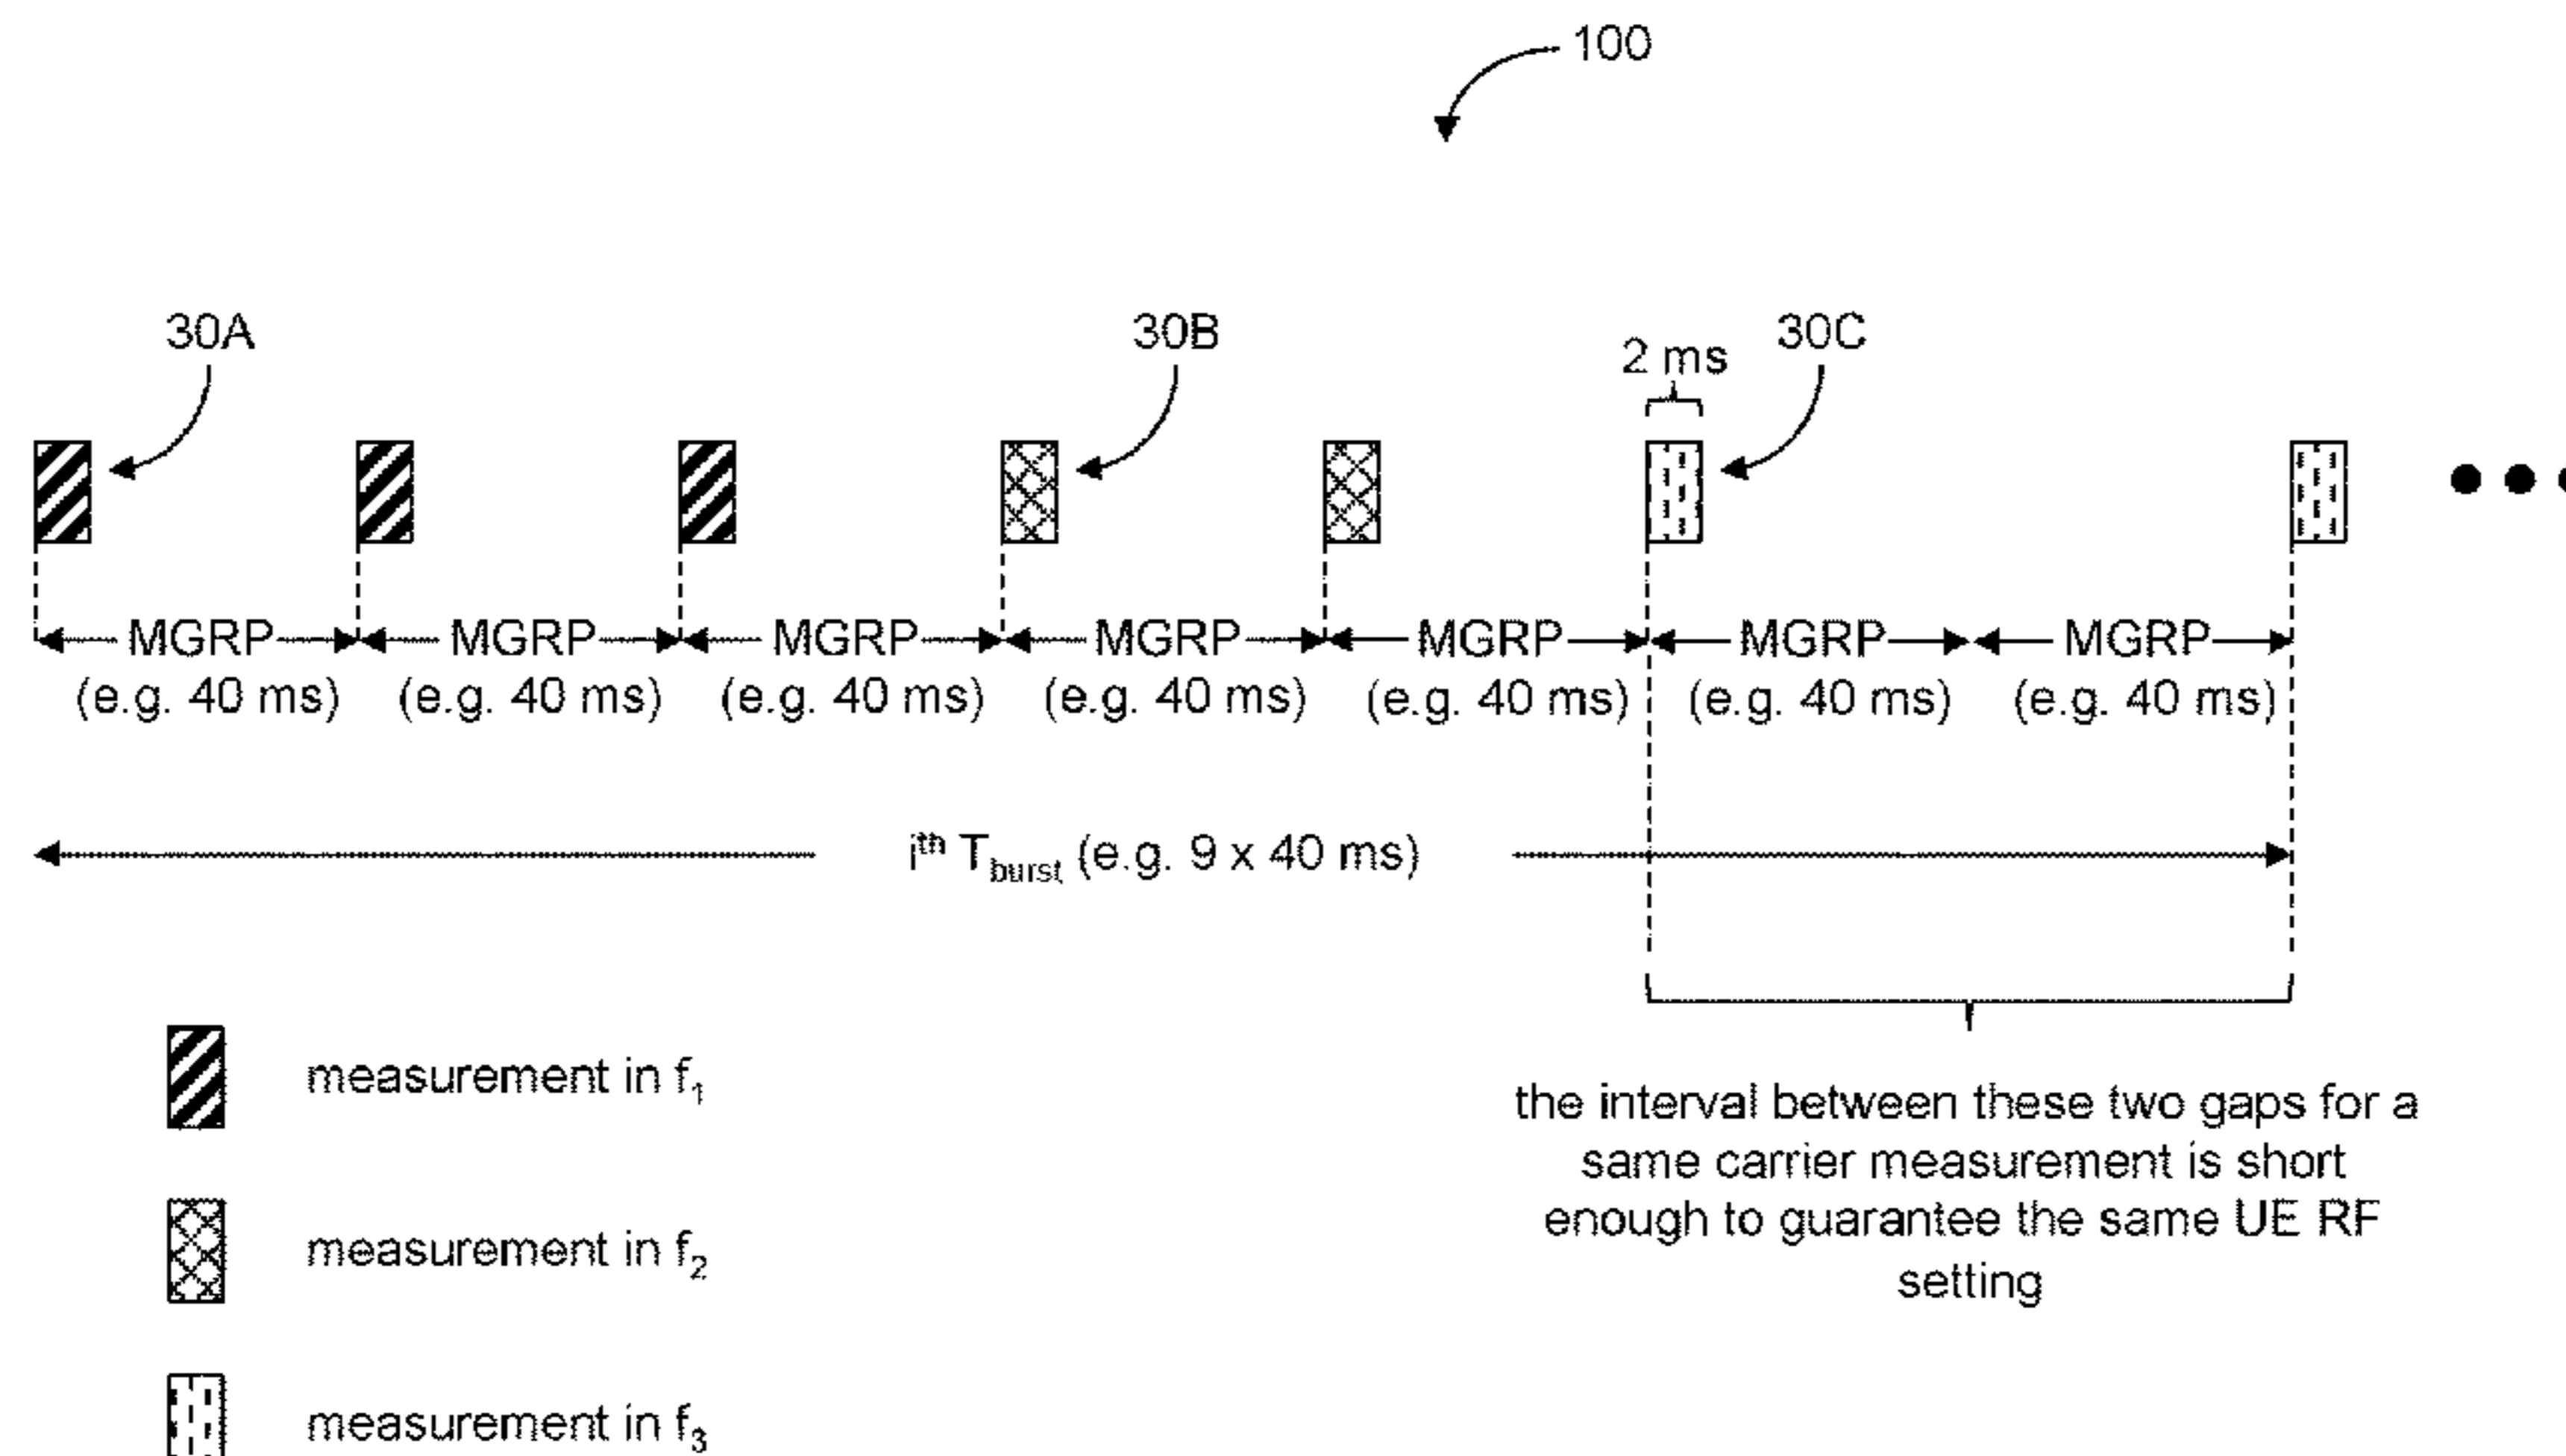 100
30A
30B
2 ms
30C
MGRP MGRP MGRP MGRP MGRP MGRP MGRP
(e.g. 40 ms) (e.g. 40 ms) (e.g. 40 ms) (e.g. 40 ms) (e.g. 40 ms) (e.g. 40 ms) (e.g. 40 ms)
iᵗʰ T_burst (e.g. 9 x 40 ms)
measurement in f₁
measurement in f₂
measurement in f₃
the interval between these two gaps for a
same carrier measurement is short
enough to guarantee the same UE RF
setting